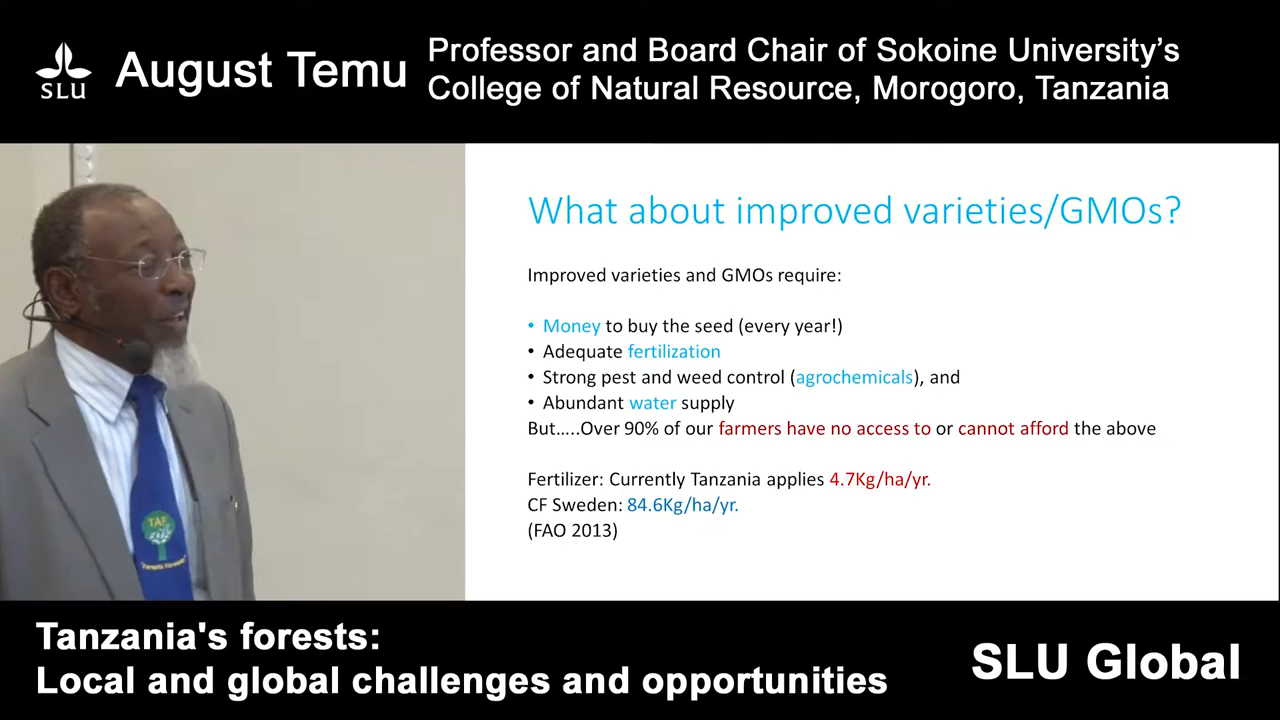 SLU
August Temu
Professor and Board Chair of Sokoine University's
College of Natural Resource, Morogoro, Tanzania
What about improved varieties/GMOs?
Improved varieties and GMOs require:
• Money to buy the seed (every year!)
• Adequate fertilization
• Strong pest and weed control (agrochemicals), and
• Abundant water supply
But…..Over 90% of our farmers have no access to or cannot afford the above
Fertilizer: Currently Tanzania applies 4.7Kg/ha/yr.
CF Sweden: 84.6Kg/ha/yr.
(FAO 2013)
TAF
Tanzania's forests:
Local and global challenges and opportunities
SLU Global